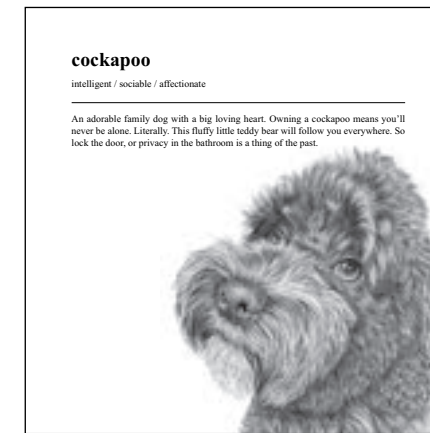 cockapoo
intelligent / sociable / affectionate
An adorable family dog with a big loving heart. Owning a cockapoo means you'll
never be alone. Literally. This fluffy little teddy bear will follow you everywhere. So
lock the door, or privacy in the bathroom is a thing of the past.